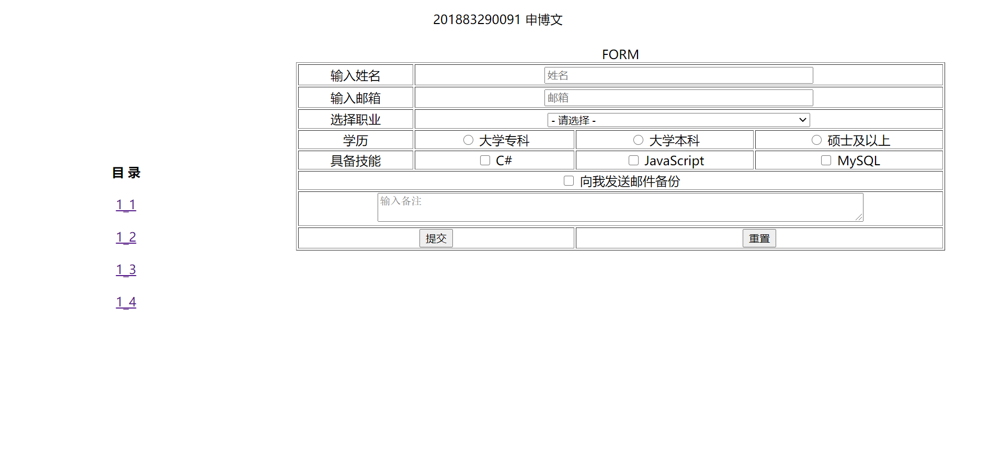 201883290091 申博文
目 录
1_1
1_2
1_3
1_4
FORM
输入姓名 姓名
输入邮箱 邮箱
选择职业 - 请选择 -
学历 大学专科 大学本科 硕士及以上
具备技能 C# JavaScript MySQL
向我发送邮件备份
输入备注
提交 重置